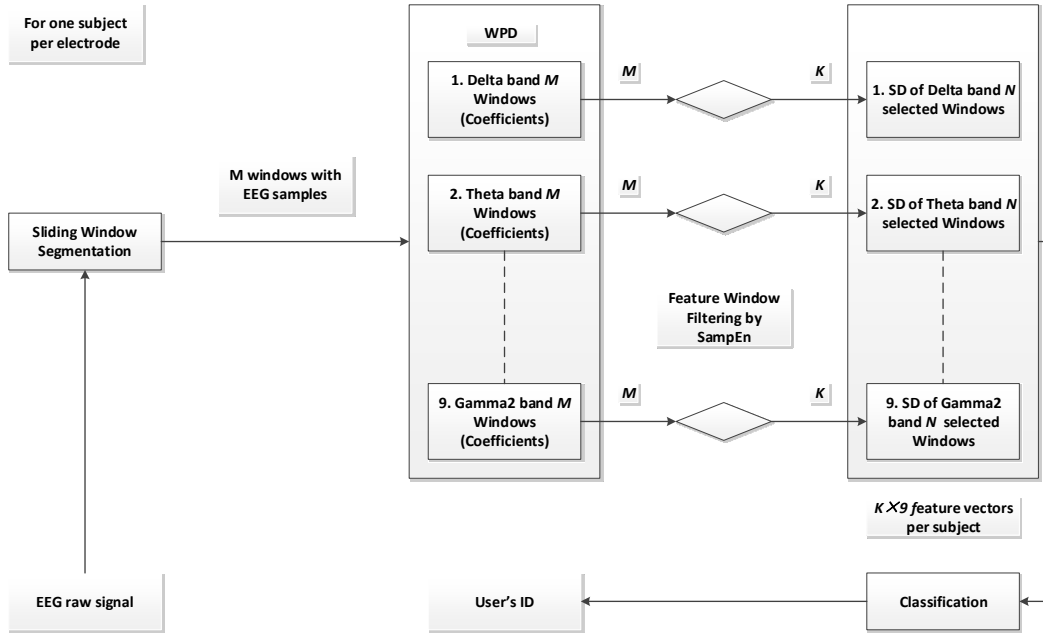 For one subject
per electrode
WPD
1. Delta band M
Windows
(Coefficients)
M
K
1. SD of Delta band N
selected Windows
M windows with
EEG samples
2. Theta band M
Windows
(Coefficients)
M
K
2. SD of Theta band N
selected Windows
Sliding Window
Segmentation
Feature Window
Filtering by
SampEn
9. Gamma2 band M
Windows
(Coefficients)
M
K
9. SD of Gamma2
band N selected
Windows
K×9 feature vectors
per subject
EEG raw signal
User's ID
Classification